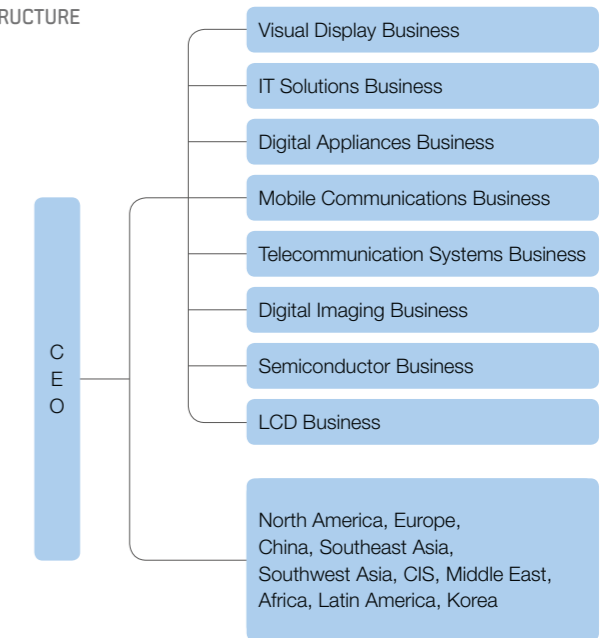 RUCTURE
Visual Display Business
IT Solutions Business
Digital Appliances Business
Mobile Communications Business
Telecommunication Systems Business
Digital Imaging Business
Semiconductor Business
LCD Business
C
E
O
North America, Europe,
China, Southeast Asia,
Southwest Asia, CIS, Middle East,
Africa, Latin America, Korea